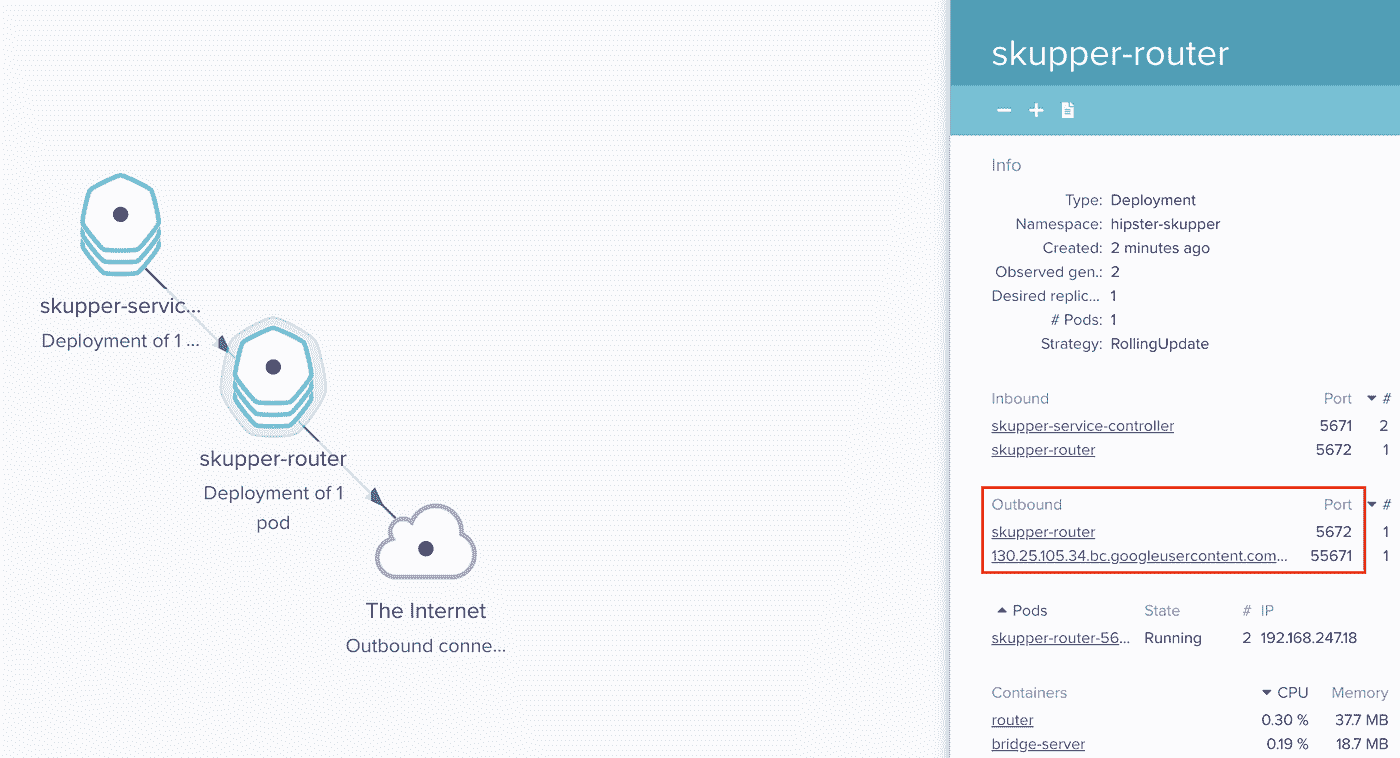 skupper-servic...
Deployment of 1 ...
skupper-router
Deployment of 1
pod
The Internet
Outbound conne...
skupper-router
Info
Type: Deployment
Namespace: hipster-skupper
Created: 2 minutes ago
Observed gen.: 2
Desired replic... 1
# Pods: 1
Strategy: RollingUpdate
Inbound Port #
skupper-service-controller 5671 2
skupper-router 5672 1
Outbound Port #
skupper-router 5672 1
130.25.105.34.bc.googleusercontent.com... 55671 1
Pods State # IP
skupper-router-56... Running 2 192.168.247.18
Containers CPU Memory
router 0.30 % 37.7 MB
bridge-server 0.19 % 18.7 MB